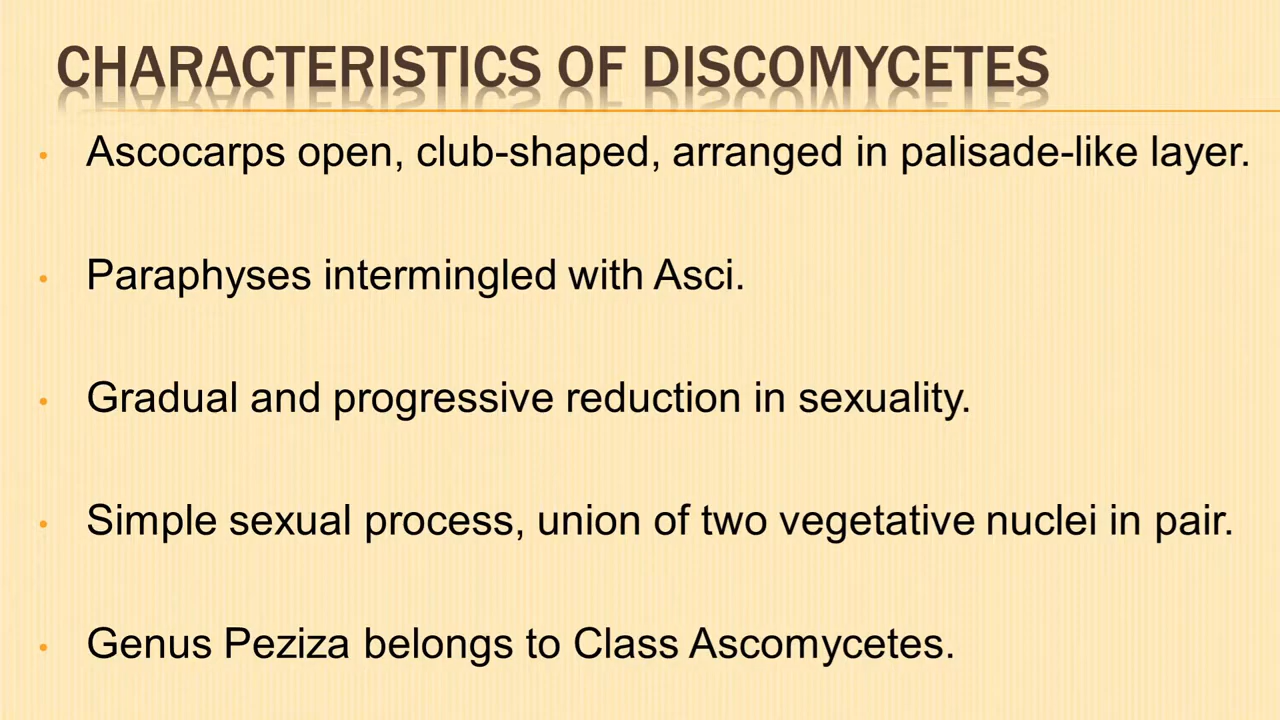 CHARACTERISTICS OF DISCOMYCETES
• Ascocarps open, club-shaped, arranged in palisade-like layer.
• Paraphyses intermingled with Asci.
• Gradual and progressive reduction in sexuality.
• Simple sexual process, union of two vegetative nuclei in pair.
• Genus Peziza belongs to Class Ascomycetes.